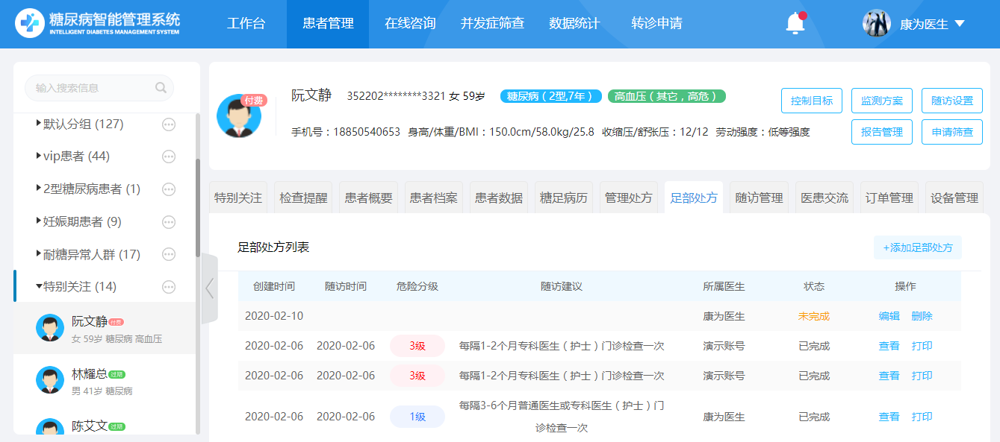 糖尿病智能管理系统
INTELLIGENT DIABETES MANAGEMENT SYSTEM
工作台 患者管理 在线咨询 并发症筛查 数据统计 转诊申请
康为医生
输入搜索信息
默认分组 (127)
vip患者 (44)
2型糖尿病患者 (1)
妊娠期患者 (9)
耐糖异常人群 (17)
特别关注 (14)
阮文静 付费
女 59岁 糖尿病 高血压
林耀总 过期
男 41岁 糖尿病
陈艾文 过期
付费
阮文静 352202********3321 女 59岁 糖尿病（2型,7年） 高血压（其它，高危）
手机号：18850540653 身高/体重/BMI：150.0cm/58.0kg/25.8 收缩压/舒张压：12/12 劳动强度：低等强度
控制目标 监测方案 随访设置
报告管理 申请筛查
特别关注 检查提醒 患者概要 患者档案 患者数据 糖足病历 管理处方 足部处方 随访管理 医患交流 订单管理 设备管理
足部处方列表
+添加足部处方
创建时间 随访时间 危险分级 随访建议 所属医生 状态 操作
2020-02-10 康为医生 未完成 编辑 删除
2020-02-06 2020-02-06 3级 每隔1-2个月专科医生（护士）门诊检查一次 演示账号 已完成 查看 打印
2020-02-06 2020-02-06 3级 每隔1-2个月专科医生（护士）门诊检查一次 演示账号 已完成 查看 打印
2020-02-06 2020-02-06 1级 每隔3-6个月普通医生或专科医生（护士）门
诊检查一次 康为医生 已完成 查看 打印